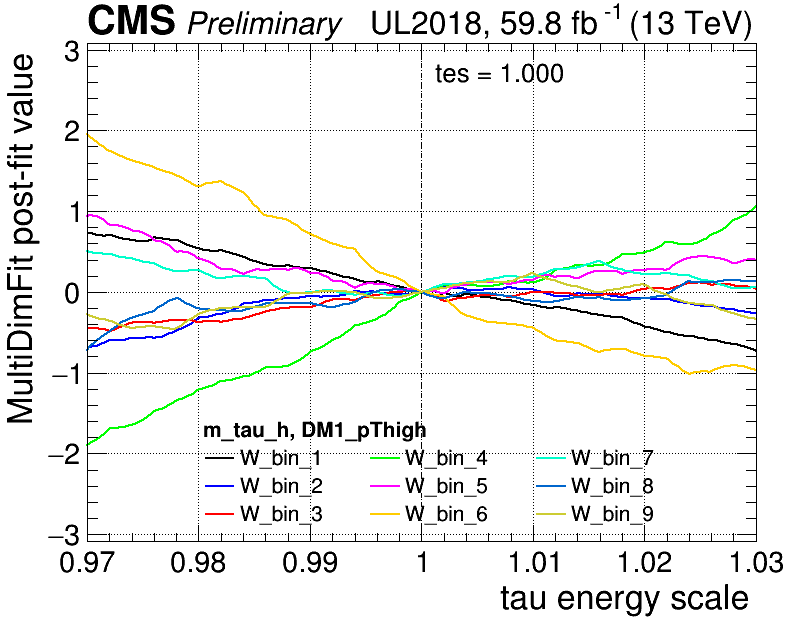 CMS Preliminary UL2018, 59.8 fb⁻¹ (13 TeV)
MultiDimFit post-fit value
tes = 1.000
3
2
1
0
−1
−2
−3
m_tau_h, DM1_pThigh
W_bin_1 W_bin_4 W_bin_7
W_bin_2 W_bin_5 W_bin_8
W_bin_3 W_bin_6 W_bin_9
0.97 0.98 0.99 1 1.01 1.02 1.03
tau energy scale